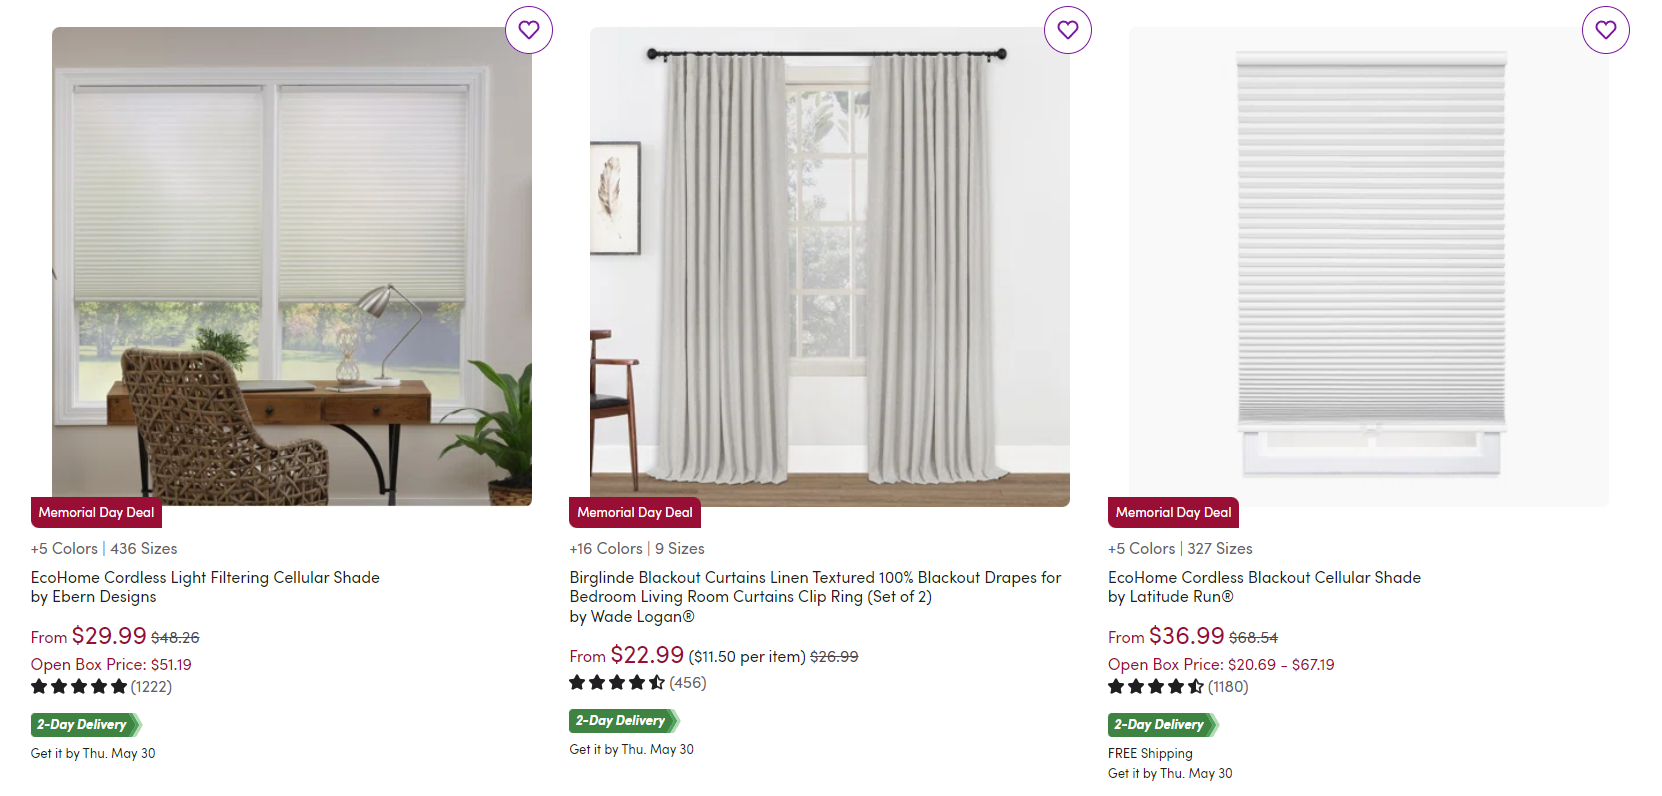 Memorial Day Deal
+5 Colors | 436 Sizes
EcoHome Cordless Light Filtering Cellular Shade
by Ebern Designs
From $29.99 $48.26
Open Box Price: $51.19
(1222)
2-Day Delivery
Get it by Thu. May 30
Memorial Day Deal
+16 Colors | 9 Sizes
Birglinde Blackout Curtains Linen Textured 100% Blackout Drapes for
Bedroom Living Room Curtains Clip Ring (Set of 2)
by Wade Logan®
From $22.99 ($11.50 per item) $26.99
(456)
2-Day Delivery
Get it by Thu. May 30
Memorial Day Deal
+5 Colors | 327 Sizes
EcoHome Cordless Blackout Cellular Shade
by Latitude Run®
From $36.99 $68.54
Open Box Price: $20.69 - $67.19
(1180)
2-Day Delivery
FREE Shipping
Get it by Thu. May 30